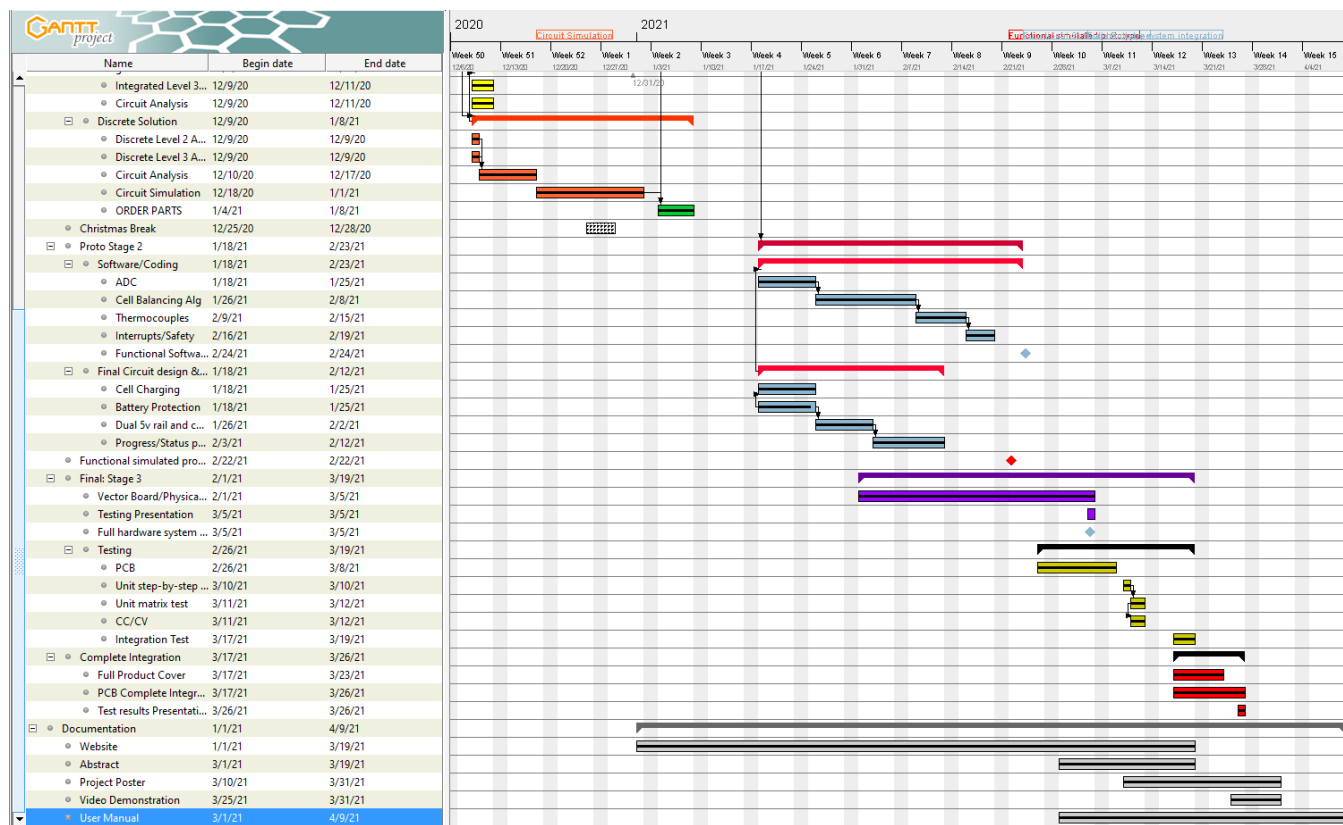 GANTT
project
2020
2021
Circuit Simulation
Week 50 Week 51 Week 52 Week 1 Week 2 Week 3 Week 4 Week 5 Week 6 Week 7 Week 8 Week 9 Week 10 Week 11 Week 12 Week 13 Week 14 Week 15
12/6/20 12/13/20 12/20/20 12/27/20 1/3/21 1/10/21 1/17/21 1/24/21 1/31/21 2/7/21 2/14/21 2/21/21 2/28/21 3/7/21 3/14/21 3/21/21 3/28/21 4/4/21
12/31/20
Name Begin date End date
Integrated Level 3... 12/9/20 12/11/20
Circuit Analysis 12/9/20 12/11/20
Discrete Solution 12/9/20 1/8/21
Discrete Level 2 A... 12/9/20 12/9/20
Discrete Level 3 A... 12/9/20 12/9/20
Circuit Analysis 12/10/20 12/17/20
Circuit Simulation 12/18/20 1/1/21
ORDER PARTS 1/4/21 1/8/21
Christmas Break 12/25/20 12/28/20
Proto Stage 2 1/18/21 2/23/21
Software/Coding 1/18/21 2/23/21
ADC 1/18/21 1/25/21
Cell Balancing Alg 1/26/21 2/8/21
Thermocouples 2/9/21 2/15/21
Interrupts/Safety 2/16/21 2/19/21
Functional Softwa... 2/24/21 2/24/21
Final Circuit design &... 1/18/21 2/12/21
Cell Charging 1/18/21 1/25/21
Battery Protection 1/18/21 1/25/21
Dual 5v rail and c... 1/26/21 2/2/21
Progress/Status p... 2/3/21 2/12/21
Functional simulated pro... 2/22/21 2/22/21
Final: Stage 3 2/1/21 3/19/21
Vector Board/Physica... 2/1/21 3/5/21
Testing Presentation 3/5/21 3/5/21
Full hardware system ... 3/5/21 3/5/21
Testing 2/26/21 3/19/21
PCB 2/26/21 3/8/21
Unit step-by-step ... 3/10/21 3/10/21
Unit matrix test 3/11/21 3/12/21
CC/CV 3/11/21 3/12/21
Integration Test 3/17/21 3/19/21
Complete Integration 3/17/21 3/26/21
Full Product Cover 3/17/21 3/23/21
PCB Complete Integr... 3/17/21 3/26/21
Test results Presentati... 3/26/21 3/26/21
Documentation 1/1/21 4/9/21
Website 1/1/21 3/19/21
Abstract 3/1/21 3/19/21
Project Poster 3/10/21 3/31/21
Video Demonstration 3/25/21 3/31/21
User Manual 3/1/21 4/9/21